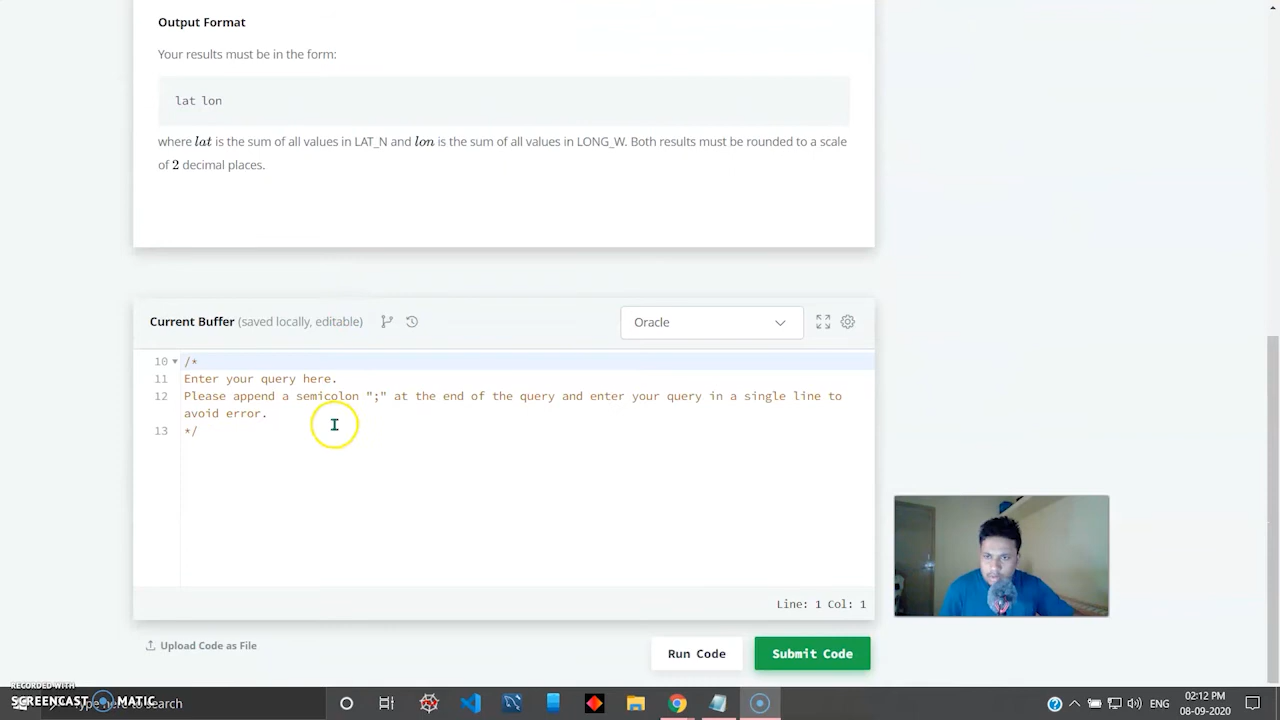 Output Format
Your results must be in the form:
lat lon
where lat is the sum of all values in LAT_N and lon is the sum of all values in LONG_W. Both results must be rounded to a scale
of 2 decimal places.
Current Buffer (saved locally, editable)
Oracle
10 /*
11 Enter your query here.
12 Please append a semicolon ";" at the end of the query and enter your query in a single line to
avoid error.
13 */
Line: 1 Col: 1
Upload Code as File
Run Code
Submit Code
RECORDED WITH
SCREENCAST MATIC
here to search
ENG
02:12 PM
08-09-2020